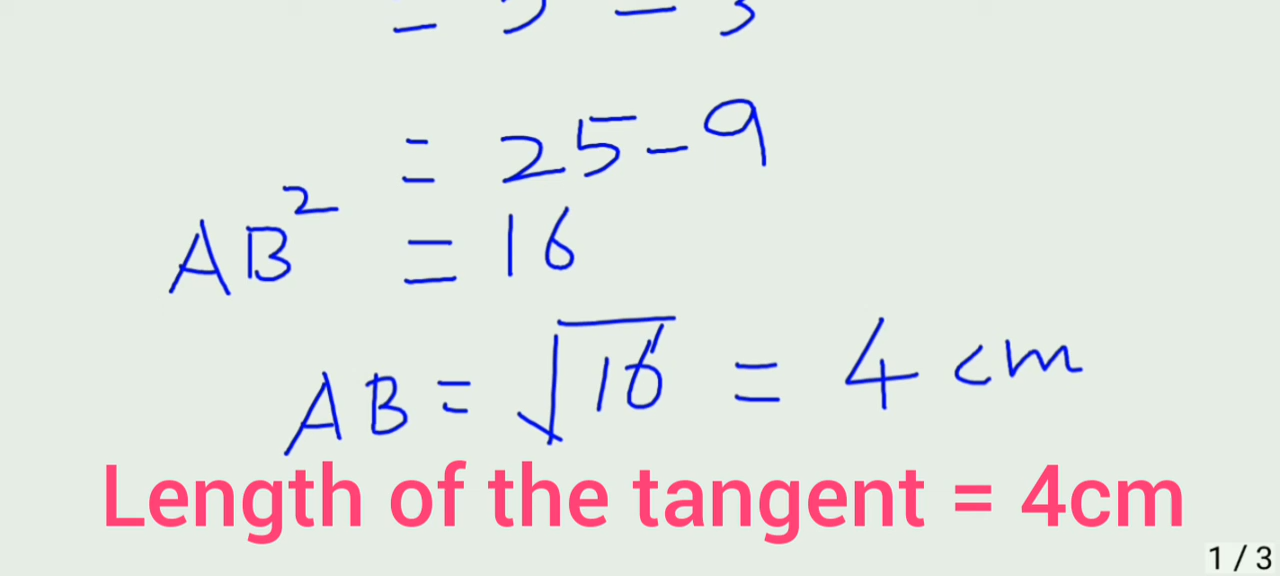 = 25 - 9
AB² = 16
AB = √16 = 4 cm
Length of the tangent = 4cm
1 / 3